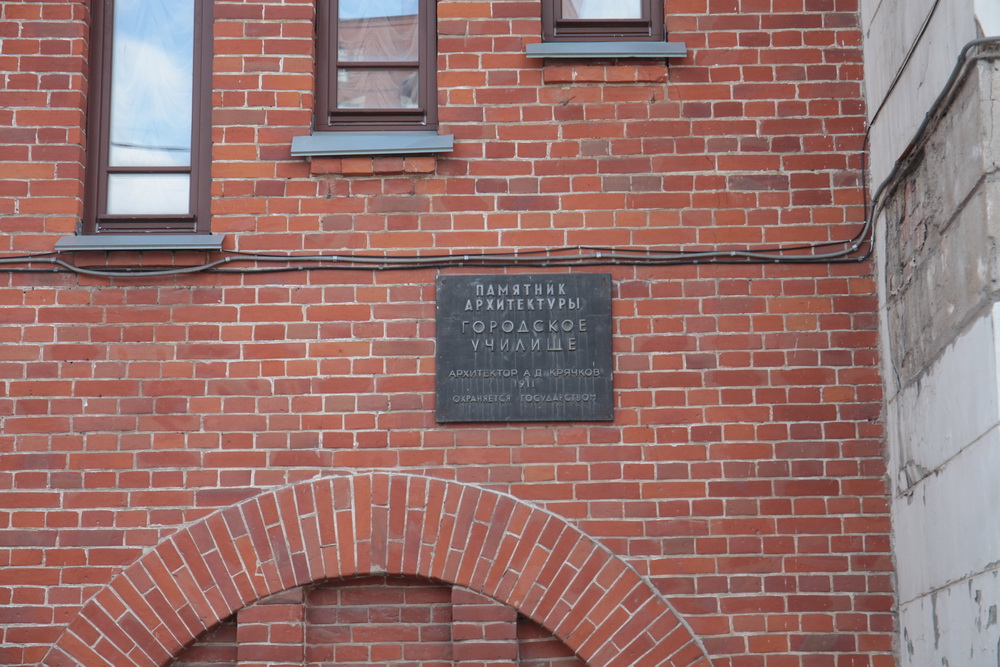 ПАМЯТНИК
АРХИТЕКТУРЫ
ГОРОДСКОЕ
УЧИЛИЩЕ
АРХИТЕКТОР А.Д. КРЯЧКОВ
1911
ОХРАНЯЕТСЯ ГОСУДАРСТВОМ